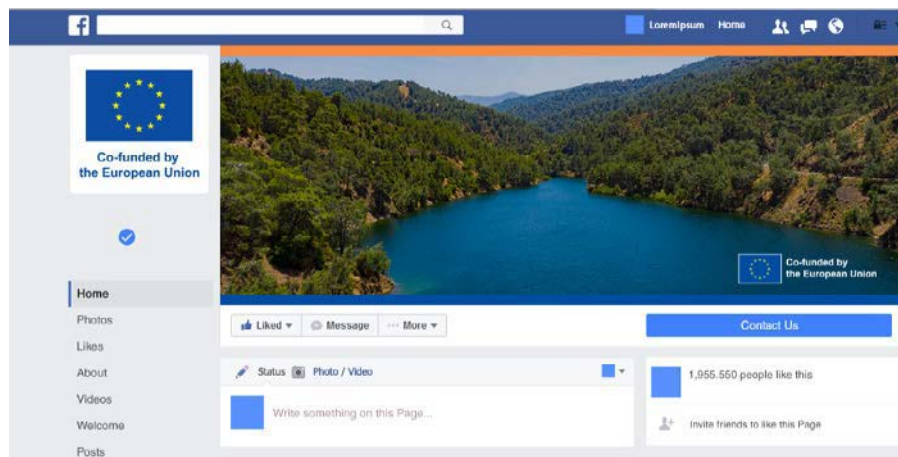 LoremIpsum Home
Co-funded by
the European Union
Co-funded by
the European Union
Home
Photos
Likes
About
Videos
Welcome
Posts
Liked
Message
More
Contact Us
Status
Photo / Video
Write something on this Page...
1,955.550 people like this
Invite friends to like this Page